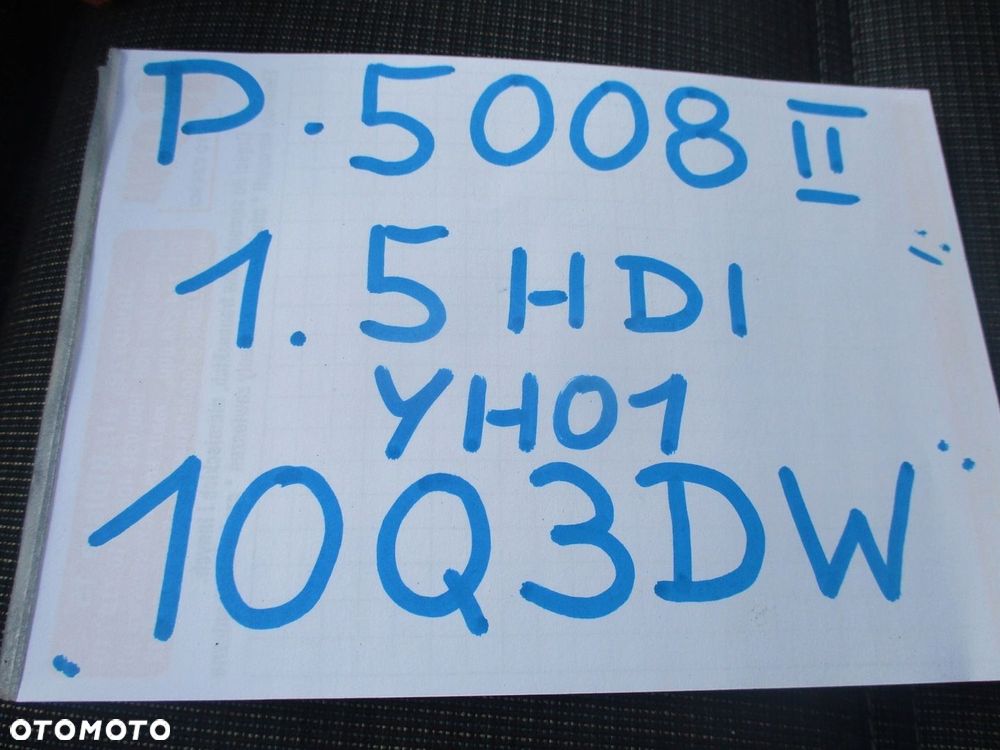 P.5008 II
1.5 HDI
YH01
10Q3DW
OTOMOTO